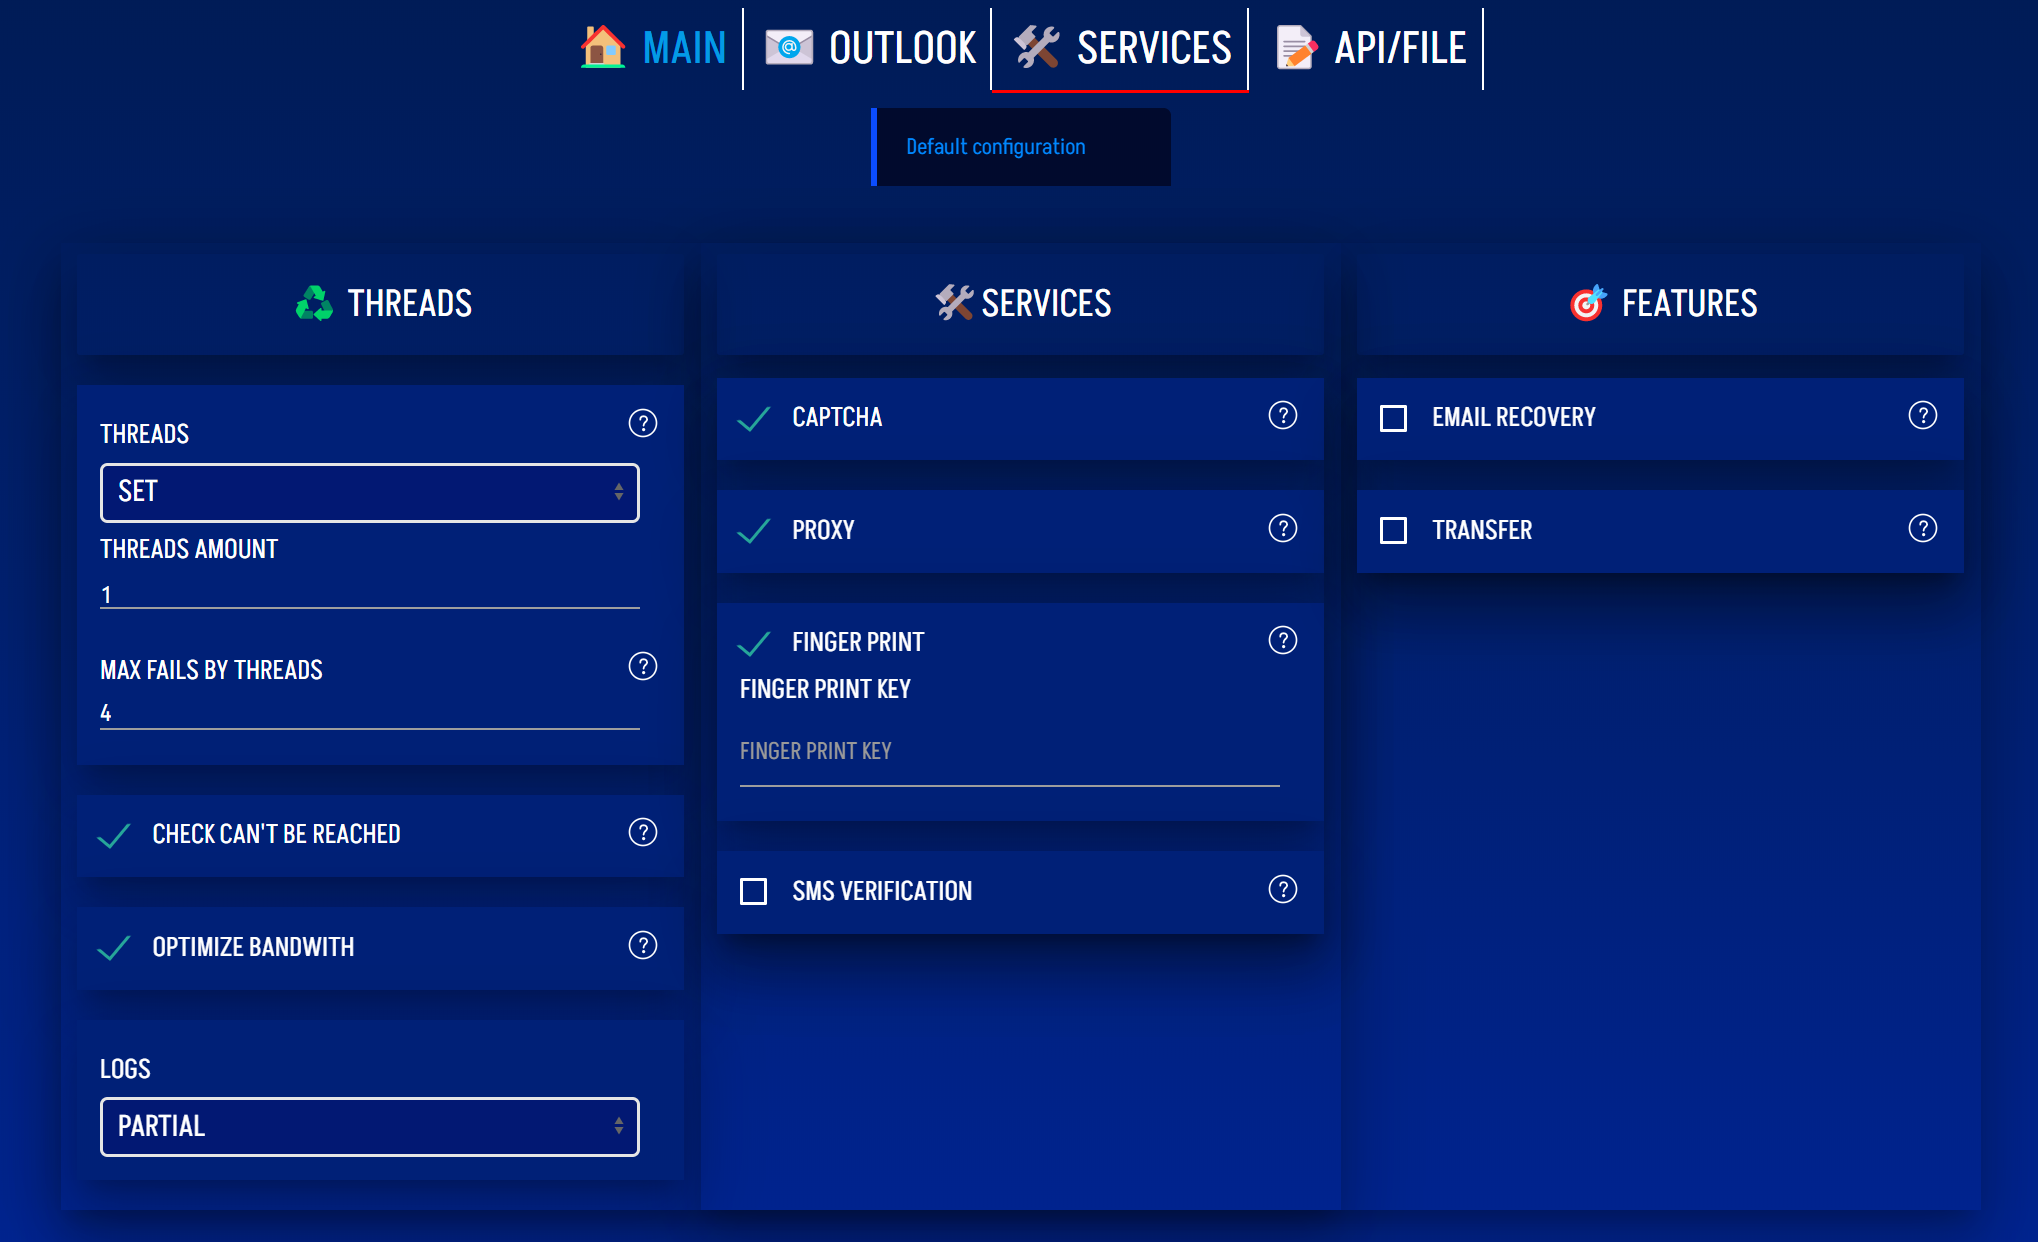 MAIN
OUTLOOK
SERVICES
API/FILE
Default configuration
THREADS
THREADS
SET
THREADS AMOUNT
1
MAX FAILS BY THREADS
4
CHECK CAN'T BE REACHED
OPTIMIZE BANDWITH
LOGS
PARTIAL
SERVICES
CAPTCHA
PROXY
FINGER PRINT
FINGER PRINT KEY
FINGER PRINT KEY
SMS VERIFICATION
FEATURES
EMAIL RECOVERY
TRANSFER